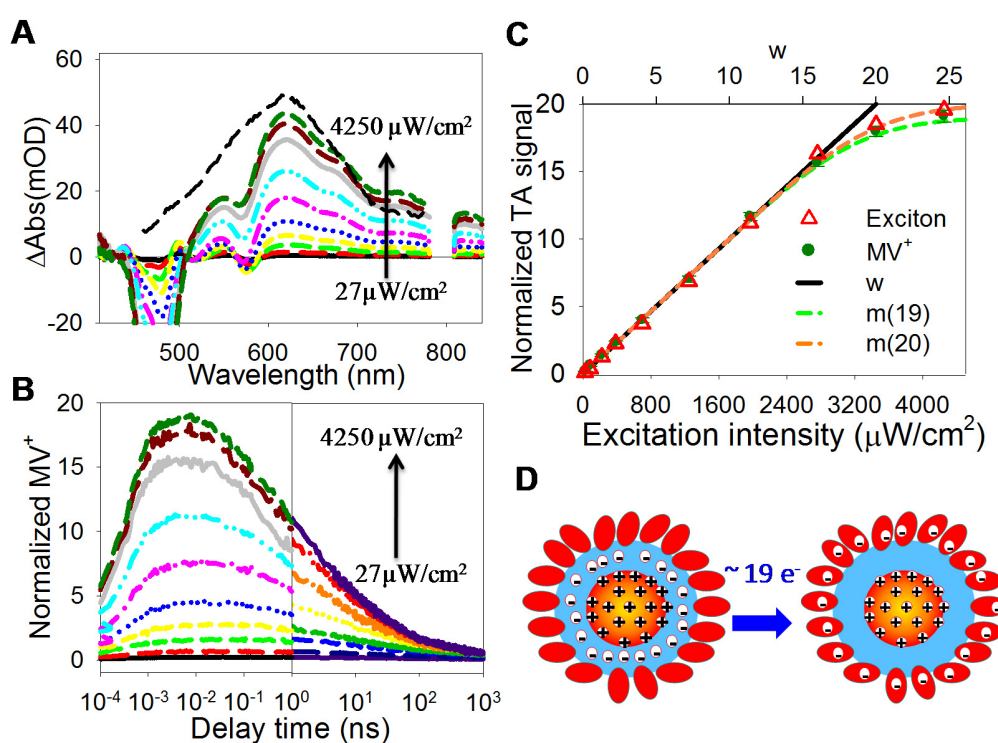 A
60
40
20
0
-20
ΔAbs(mOD)
4250 μW/cm²
27μW/cm²
500 600 700 800
Wavelength (nm)
B
20
15
10
5
0
Normalized MV⁺
4250 μW/cm²
27μW/cm²
10⁻⁴ 10⁻³ 10⁻² 10⁻¹ 10⁰ 10¹ 10² 10³
Delay time (ns)
C
w
0 5 10 15 20 25
20
15
10
5
0
Normalized TA signal
Exciton
MV⁺
w
m(19)
m(20)
0 800 1600 2400 3200 4000
Excitation intensity (μW/cm²)
D
~ 19 e⁻